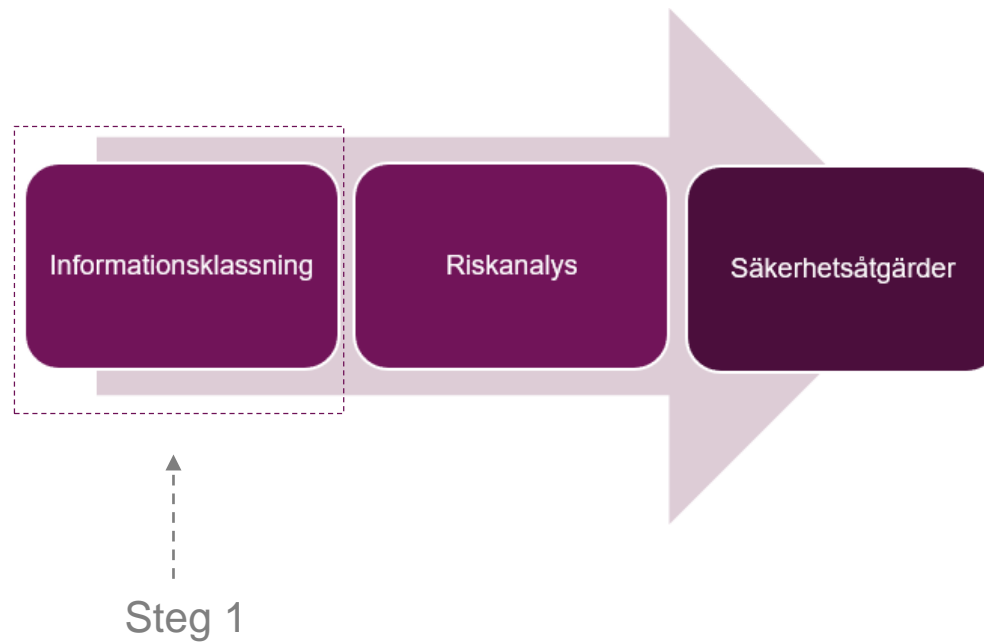 Informationsklassning
Riskanalys
Säkerhetsåtgärder
Steg 1